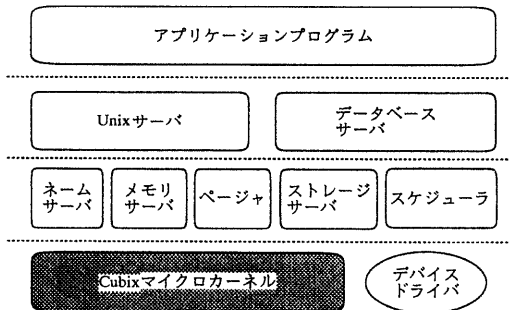 アプリケーションプログラム
Unixサーバ
データベース
サーバ
ネーム
サーバ
メモリ
サーバ
ページャ
ストレージ
サーバ
スケジューラ
Cubixマイクロカーネル
デバイス
ドライバ